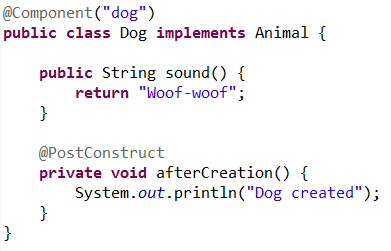 @Component("dog")
public class Dog implements Animal {
public String sound() {
return "Woof-woof";
}
@PostConstruct
private void afterCreation() {
System.out.println("Dog created");
}
}